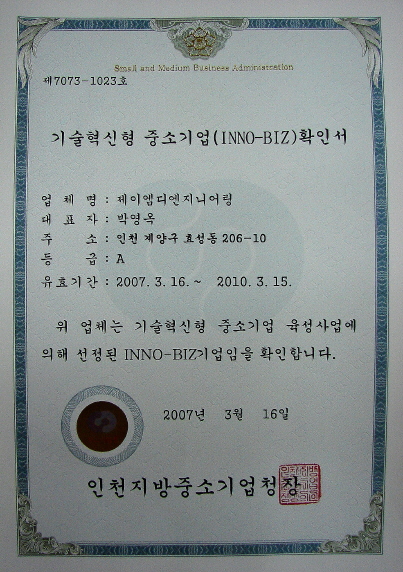 Small and Medium Business Administration
제7073-1023호
기술혁신형 중소기업(INNO-BIZ)확인서
업 체 명 : 제이엠디엔지니어링
대 표 자 : 박영옥
주 소 : 인천 계양구 효성동 206-10
등 급 : A
유효기간 : 2007. 3. 16. ~ 2010. 3. 15.
위 업체는 기술혁신형 중소기업 육성사업에
의해 선정된 INNO-BIZ기업임을 확인합니다.
2007년 3월 16일
인천지방중소기업청장